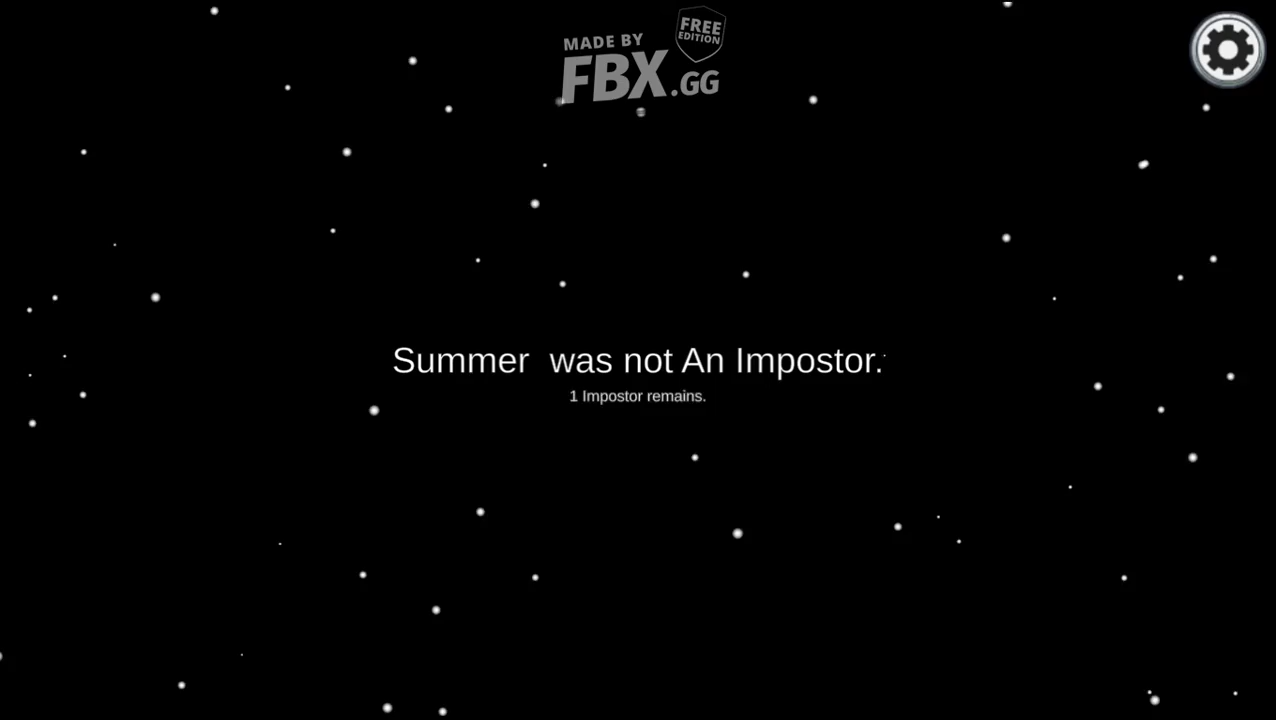 FREE
EDITION
MADE BY
FBX.GG
Summer  was not An Impostor.
1 Impostor remains.